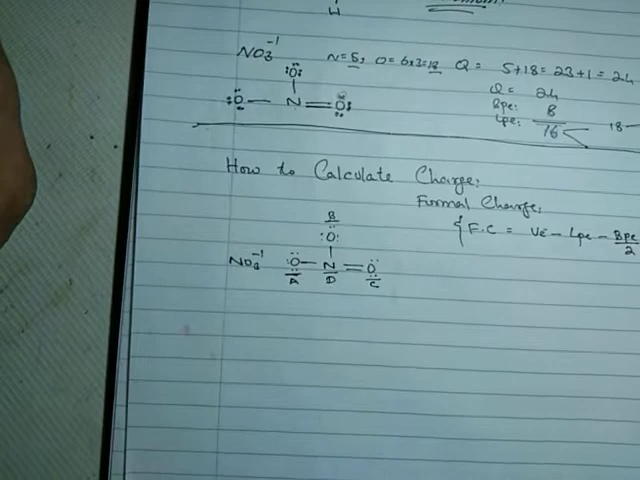 H
NO3 -1 N=5, O= 6x3=18 Q= 5+18=23+1=24
:Ö: Q= 24
:Ö — N =Ö: Bpe: 8
Lpe: 16 18
How to Calculate Charge:
Formal Charge,
B { F.C = VE - Lpe - Bpe/2
:Ö:
NO3 -1 :Ö — N =Ö
A D C